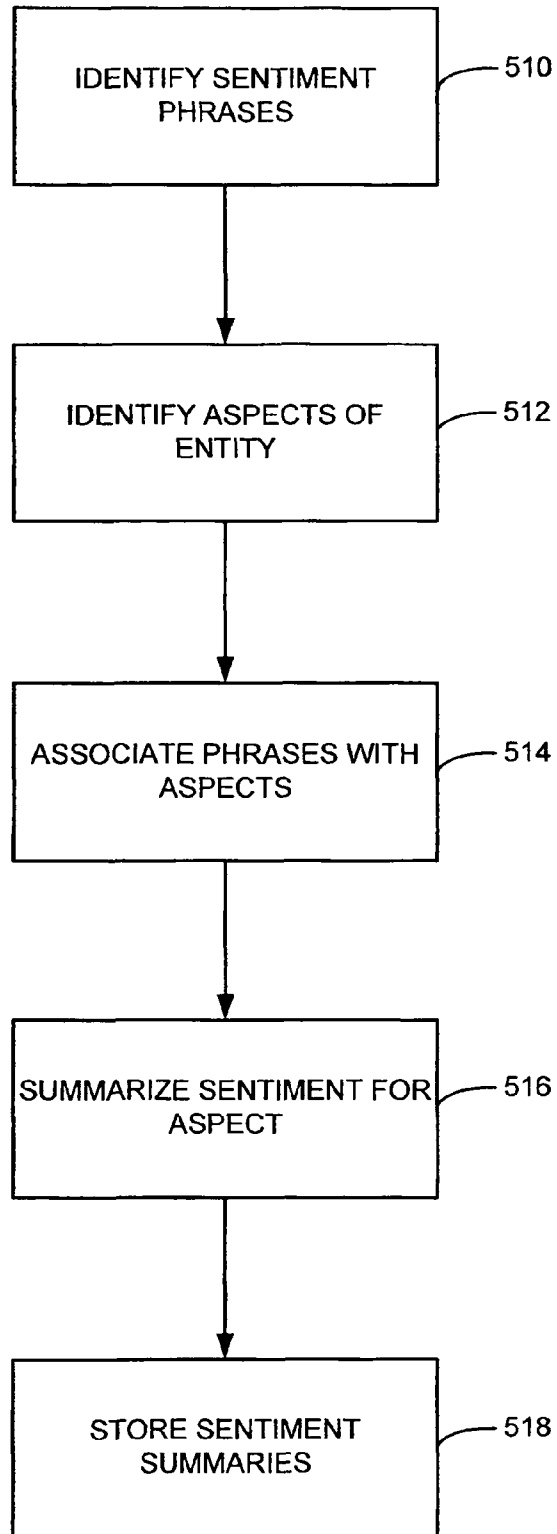 IDENTIFY SENTIMENT
PHRASES
510
IDENTIFY ASPECTS OF
ENTITY
512
ASSOCIATE PHRASES WITH
ASPECTS
514
SUMMARIZE SENTIMENT FOR
ASPECT
516
STORE SENTIMENT
SUMMARIES
518